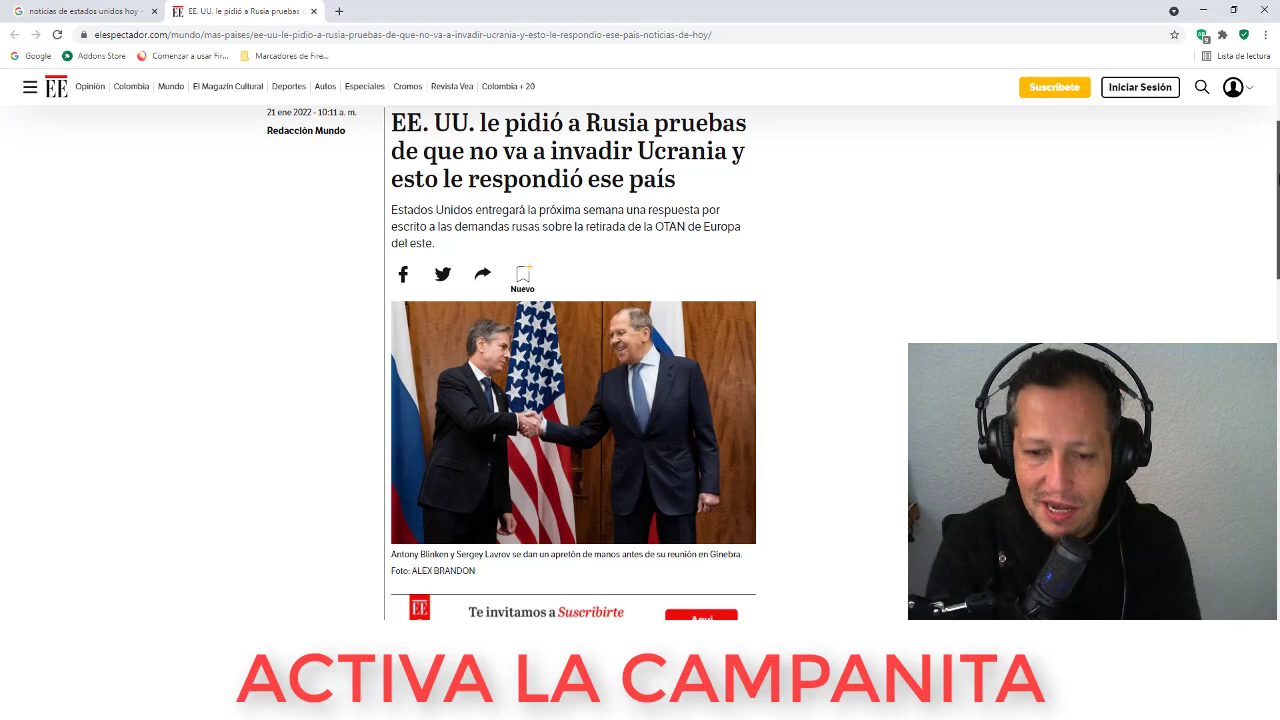 noticias de estados unidos hoy -
EE. UU. le pidió a Rusia pruebas
elespectador.com/mundo/mas-paises/ee-uu-le-pidio-a-rusia-pruebas-de-que-no-va-a-invadir-ucrania-y-esto-le-respondio-ese-pais-noticias-de-hoy/
9
Google
Addons Store
Comenzar a usar Fir...
Marcadores de Fire...
Lista de lectura
EE
Opinión
Colombia
Mundo
El Magazín Cultural
Deportes
Autos
Especiales
Cromos
Revista Vea
Colombia + 20
Suscríbete
Iniciar Sesión
21 ene 2022 - 10:11 a. m.
Redacción Mundo
EE. UU. le pidió a Rusia pruebas
de que no va a invadir Ucrania y
esto le respondió ese país
Estados Unidos entregará la próxima semana una respuesta por
escrito a las demandas rusas sobre la retirada de la OTAN de Europa
del este.
Nuevo
Antony Blinken y Sergey Lavrov se dan un apretón de manos antes de su reunión en Ginebra.
Foto: ALEX BRANDON
EE
Te invitamos a Suscribirte
Aquí
ACTIVA LA CAMPANITA